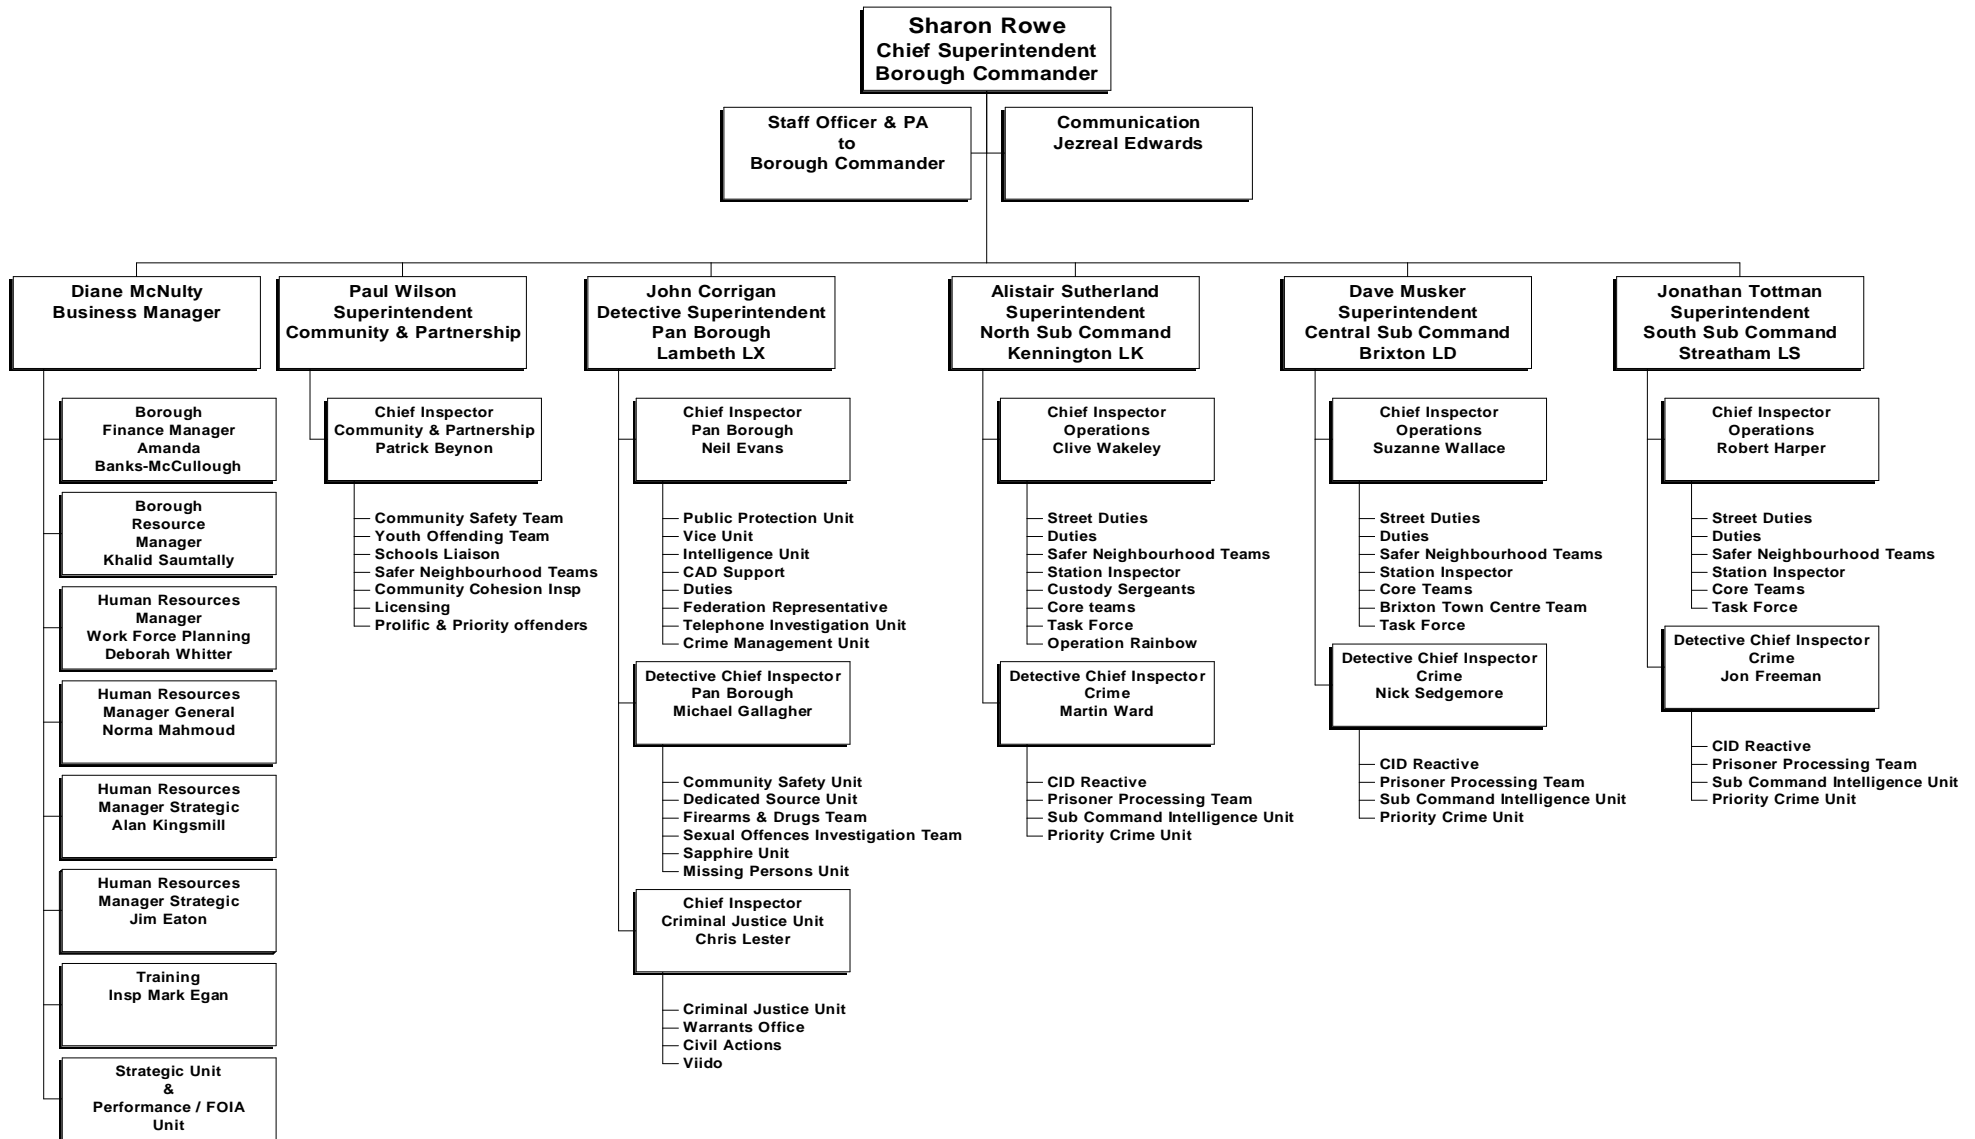 Sharon Rowe
Chief Superintendent
Borough Commander
Staff Officer & PA
to
Borough Commander
Communication
Jezreal Edwards
Diane McNulty
Business Manager
Borough
Finance Manager
Amanda
Banks-McCullough
Borough
Resource
Manager
Khalid Saumtally
Human Resources
Manager
Work Force Planning
Deborah Whitter
Human Resources
Manager General
Norma Mahmoud
Human Resources
Manager Strategic
Alan Kingsmill
Human Resources
Manager Strategic
Jim Eaton
Training
Insp Mark Egan
Strategic Unit
&
Performance / FOIA
Unit
Paul Wilson
Superintendent
Community & Partnership
Chief Inspector
Community & Partnership
Patrick Beynon
Community Safety Team
Youth Offending Team
Schools Liaison
Safer Neighbourhood Teams
Community Cohesion Insp
Licensing
Prolific & Priority offenders
John Corrigan
Detective Superintendent
Pan Borough
Lambeth LX
Chief Inspector
Pan Borough
Neil Evans
Public Protection Unit
Vice Unit
Intelligence Unit
CAD Support
Duties
Federation Representative
Telephone Investigation Unit
Crime Management Unit
Detective Chief Inspector
Pan Borough
Michael Gallagher
Community Safety Unit
Dedicated Source Unit
Firearms & Drugs Team
Sexual Offences Investigation Team
Sapphire Unit
Missing Persons Unit
Chief Inspector
Criminal Justice Unit
Chris Lester
Criminal Justice Unit
Warrants Office
Civil Actions
Viido
Alistair Sutherland
Superintendent
North Sub Command
Kennington LK
Chief Inspector
Operations
Clive Wakeley
Street Duties
Duties
Safer Neighbourhood Teams
Station Inspector
Custody Sergeants
Core teams
Task Force
Operation Rainbow
Detective Chief Inspector
Crime
Martin Ward
CID Reactive
Prisoner Processing Team
Sub Command Intelligence Unit
Priority Crime Unit
Dave Musker
Superintendent
Central Sub Command
Brixton LD
Chief Inspector
Operations
Suzanne Wallace
Street Duties
Duties
Safer Neighbourhood Teams
Station Inspector
Core Teams
Brixton Town Centre Team
Task Force
Detective Chief Inspector
Crime
Nick Sedgemore
CID Reactive
Prisoner Processing Team
Sub Command Intelligence Unit
Priority Crime Unit
Jonathan Tottman
Superintendent
South Sub Command
Streatham LS
Chief Inspector
Operations
Robert Harper
Street Duties
Duties
Safer Neighbourhood Teams
Station Inspector
Core Teams
Task Force
Detective Chief Inspector
Crime
Jon Freeman
CID Reactive
Prisoner Processing Team
Sub Command Intelligence Unit
Priority Crime Unit